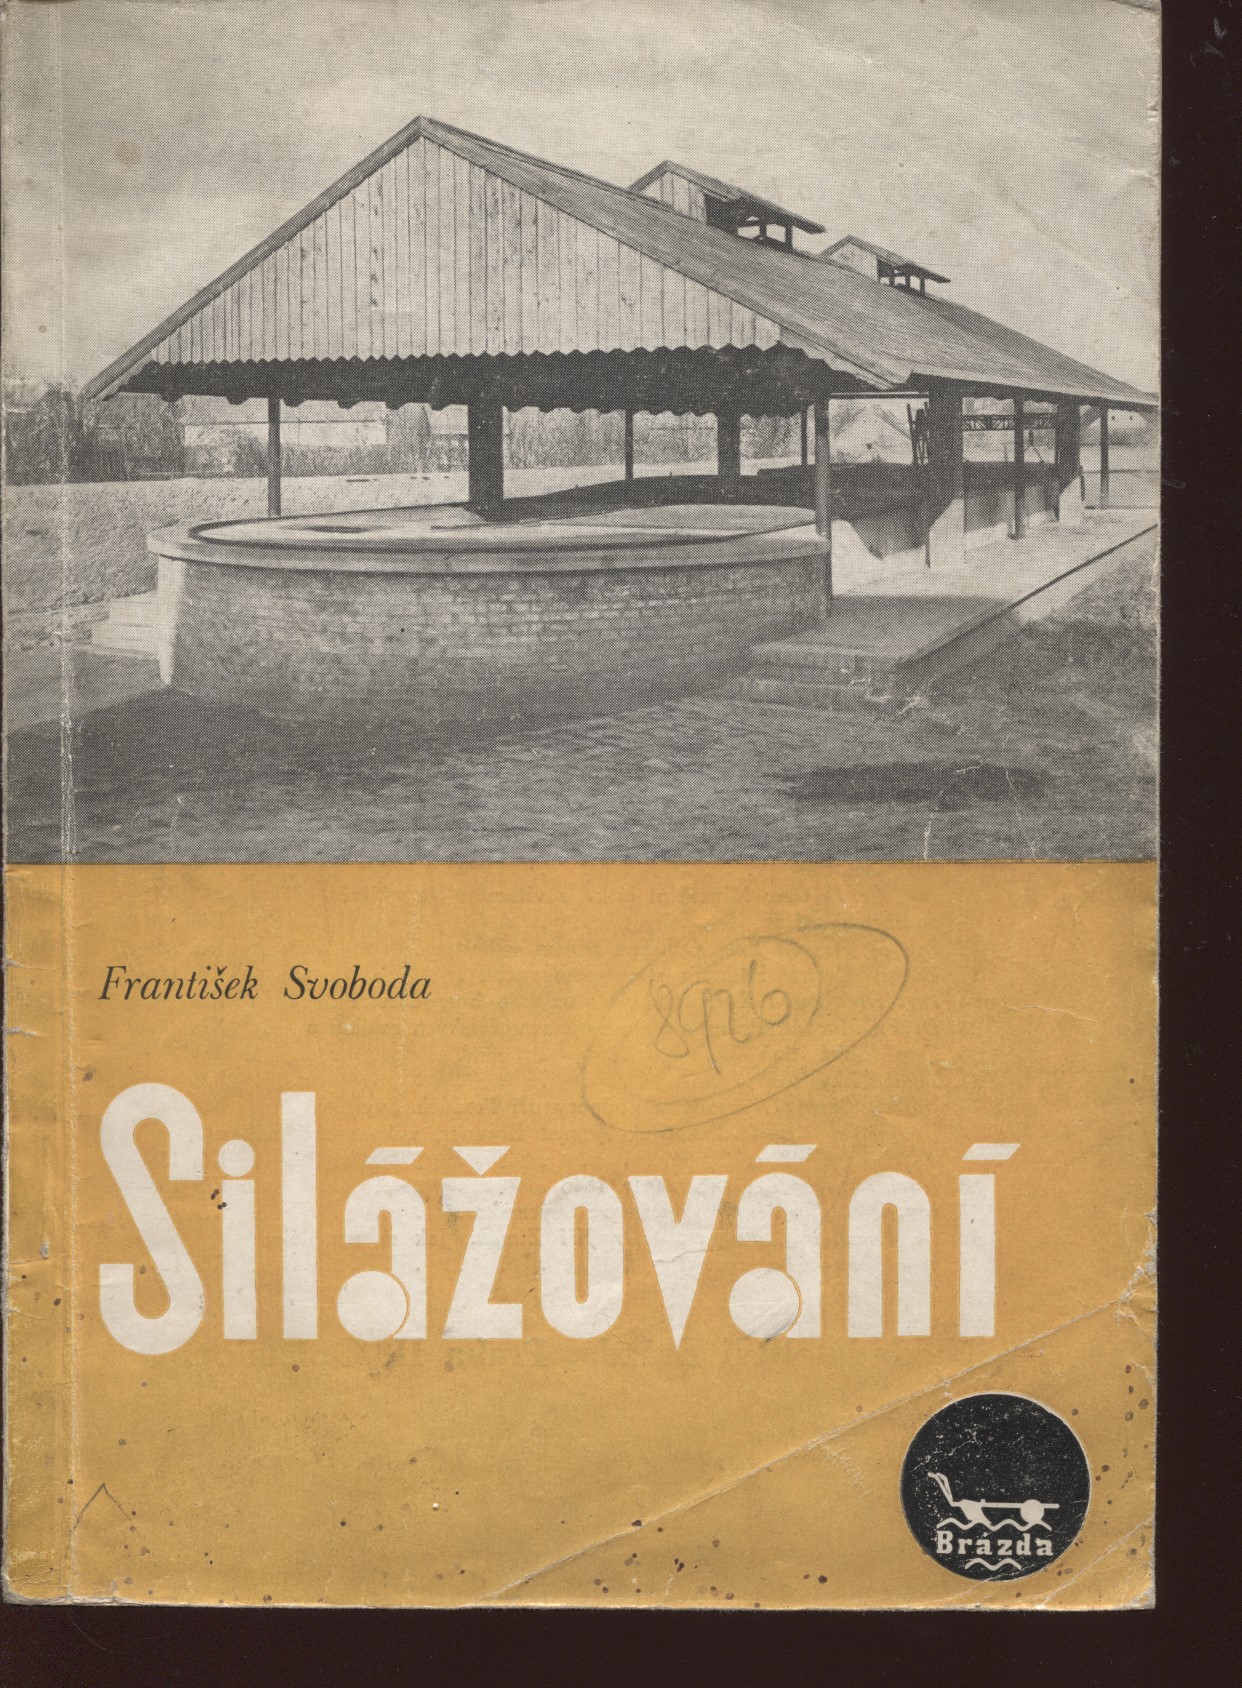 František Svoboda
8926
Silážování
Brázda